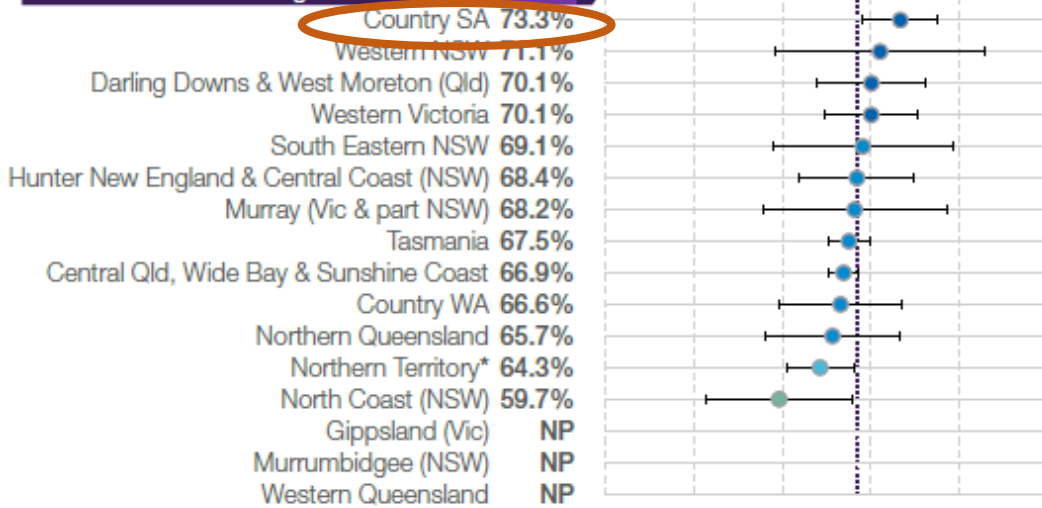 Country SA 73.3%
Western NSW 71.1%
Darling Downs & West Moreton (Qld) 70.1%
Western Victoria 70.1%
South Eastern NSW 69.1%
Hunter New England & Central Coast (NSW) 68.4%
Murray (Vic & part NSW) 68.2%
Tasmania 67.5%
Central Qld, Wide Bay & Sunshine Coast 66.9%
Country WA 66.6%
Northern Queensland 65.7%
Northern Territory* 64.3%
North Coast (NSW) 59.7%
Gippsland (Vic) NP
Murrumbidgee (NSW) NP
Western Queensland NP